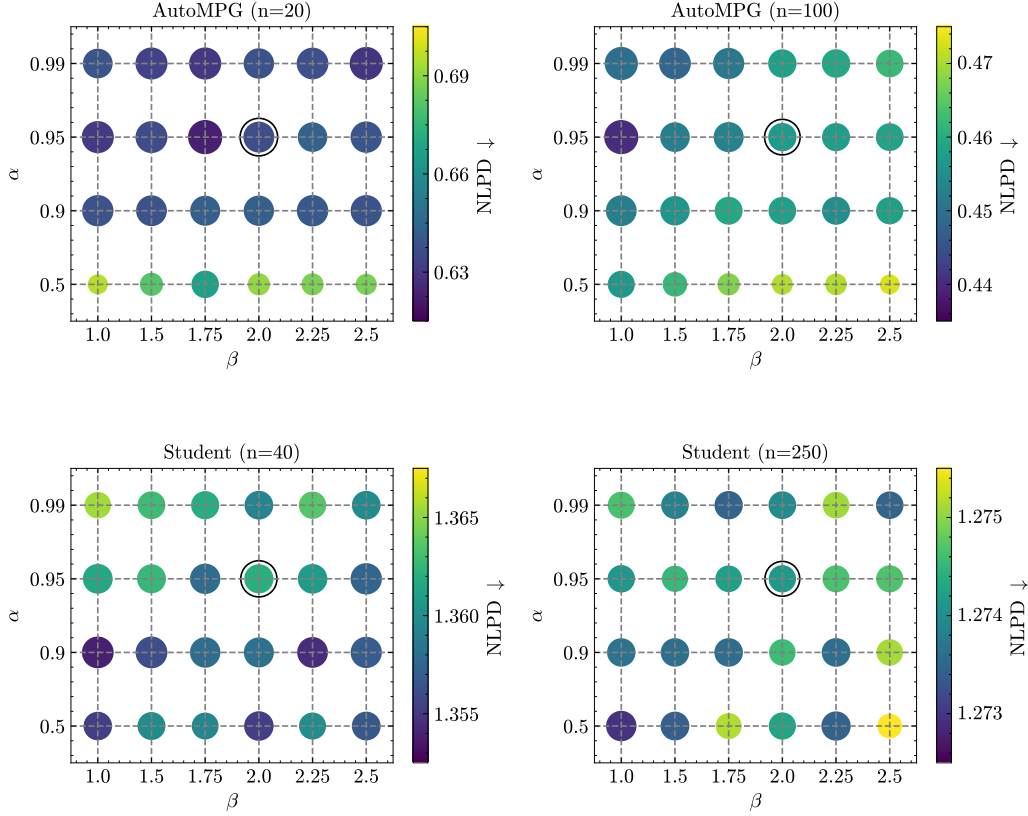 AutoMPG (n=20)
0.99
0.95
0.9
0.5
α
1.0 1.5 1.75 2.0 2.25 2.5
β
0.69
0.66
0.63
NLPD ↓
AutoMPG (n=100)
0.99
0.95
0.9
0.5
α
1.0 1.5 1.75 2.0 2.25 2.5
β
0.47
0.46
0.45
0.44
NLPD ↓
Student (n=40)
0.99
0.95
0.9
0.5
α
1.0 1.5 1.75 2.0 2.25 2.5
β
1.365
1.360
1.355
NLPD ↓
Student (n=250)
0.99
0.95
0.9
0.5
α
1.0 1.5 1.75 2.0 2.25 2.5
β
1.275
1.274
1.273
NLPD ↓